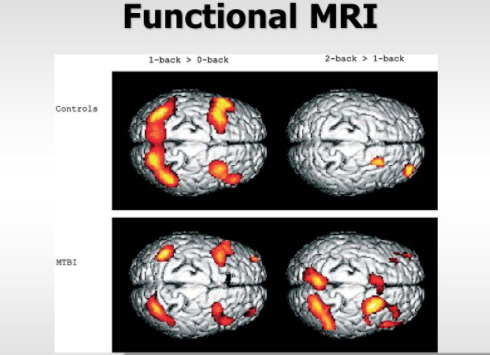 Functional MRI
1-back > 0-back
2-back > 1-back
Controls
MTBI